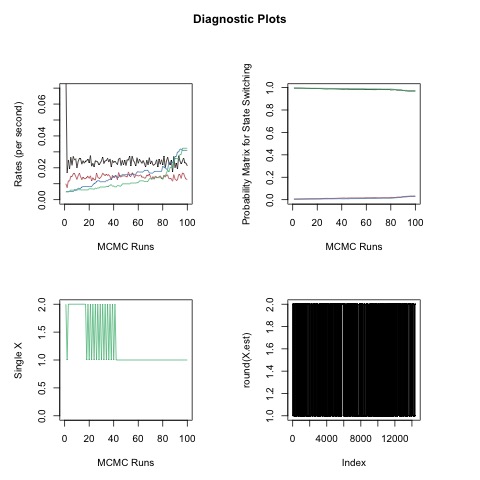 Diagnostic Plots
Rates (per second)
0.00 0.02 0.04 0.06
0 20 40 60 80 100
MCMC Runs
Probability Matrix for State Switching
0.0 0.2 0.4 0.6 0.8 1.0
0 20 40 60 80 100
MCMC Runs
Single X
0.0 0.5 1.0 1.5 2.0
0 20 40 60 80 100
MCMC Runs
round(X.est)
1.0 1.2 1.4 1.6 1.8 2.0
0 4000 8000 12000
Index